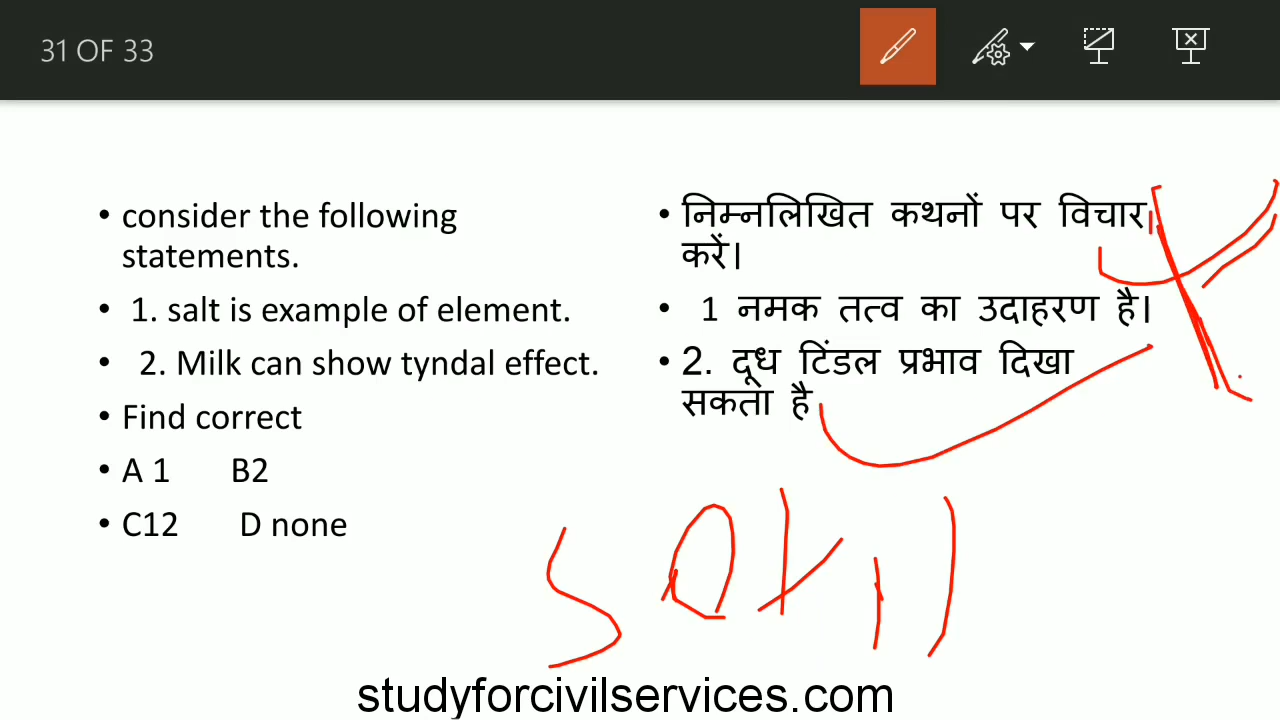 31 OF 33
• consider the following
statements.
• 1. salt is example of element.
• 2. Milk can show tyndal effect.
• Find correct
• A 1 B2
• C12 D none
• निम्नलिखित कथनों पर विचार
करें।
• 1 नमक तत्व का उदाहरण है।
• 2. दूध टिंडल प्रभाव दिखा
सकता है
studyforcivilservices.com